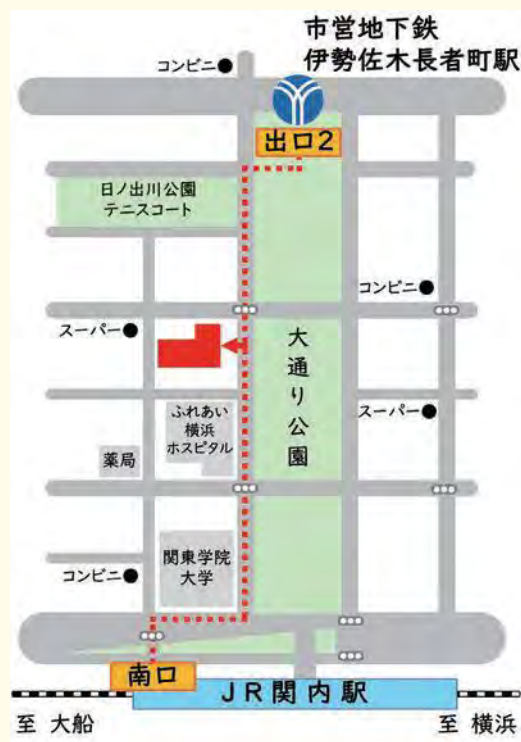 市営地下鉄
伊勢佐木長者町駅
コンビニ
出口2
日ノ出川公園
テニスコート
コンビニ
スーパー
大通り公園
ふれあい
横浜
ホスピタル
スーパー
薬局
関東学院
大学
コンビニ
南口
JR関内駅
至 大船
至 横浜